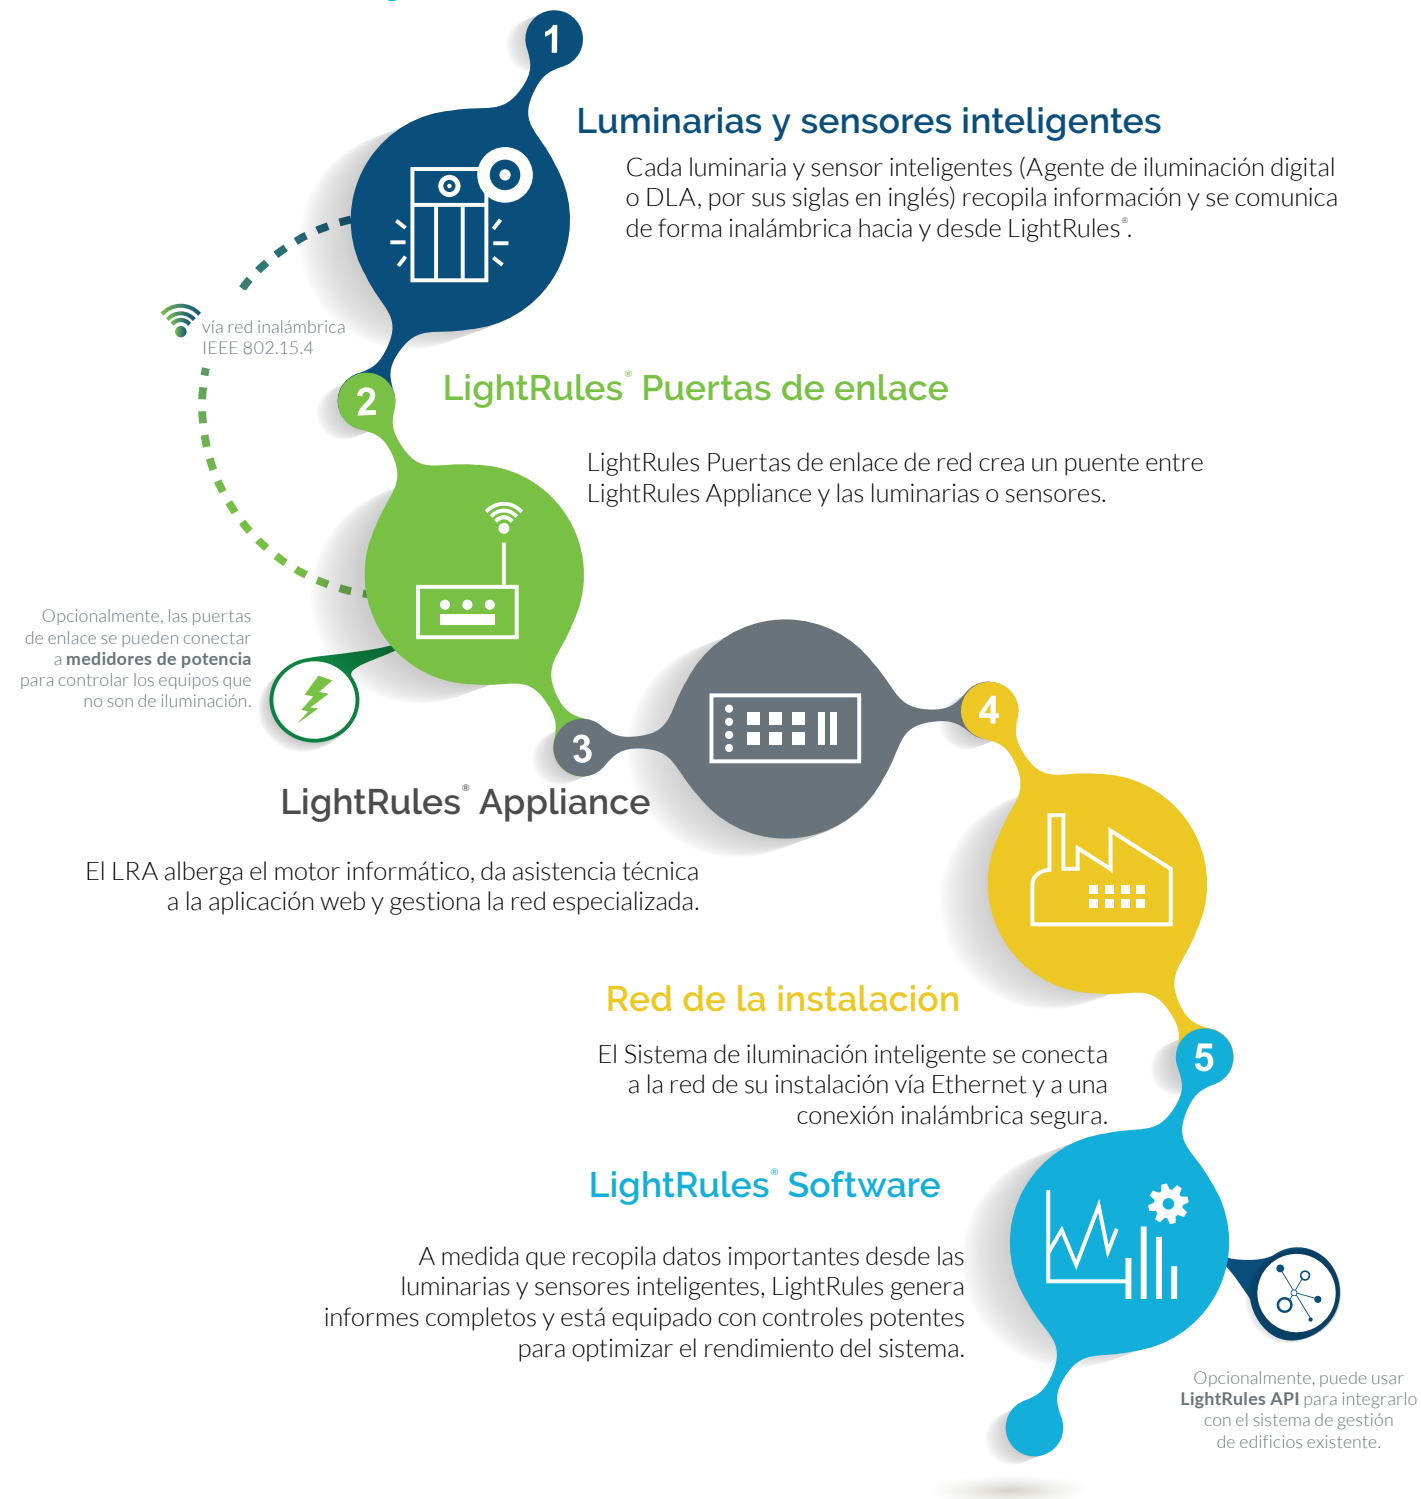 1
Luminarias y sensores inteligentes
Cada luminaria y sensor inteligentes (Agente de iluminación digital
o DLA, por sus siglas en inglés) recopila información y se comunica
de forma inalámbrica hacia y desde LightRules®.
vía red inalámbrica
IEEE 802.15.4
2
LightRules® Puertas de enlace
LightRules Puertas de enlace de red crea un puente entre
LightRules Appliance y las luminarias o sensores.
Opcionalmente, las puertas
de enlace se pueden conectar
a medidores de potencia
para controlar los equipos que
no son de iluminación.
3
LightRules® Appliance
El LRA alberga el motor informático, da asistencia técnica
a la aplicación web y gestiona la red especializada.
4
Red de la instalación
El Sistema de iluminación inteligente se conecta
a la red de su instalación vía Ethernet y a una
conexión inalámbrica segura.
5
LightRules® Software
A medida que recopila datos importantes desde las
luminarias y sensores inteligentes, LightRules genera
informes completos y está equipado con controles potentes
para optimizar el rendimiento del sistema.
Opcionalmente, puede usar
LightRules API para integrarlo
con el sistema de gestión
de edificios existente.